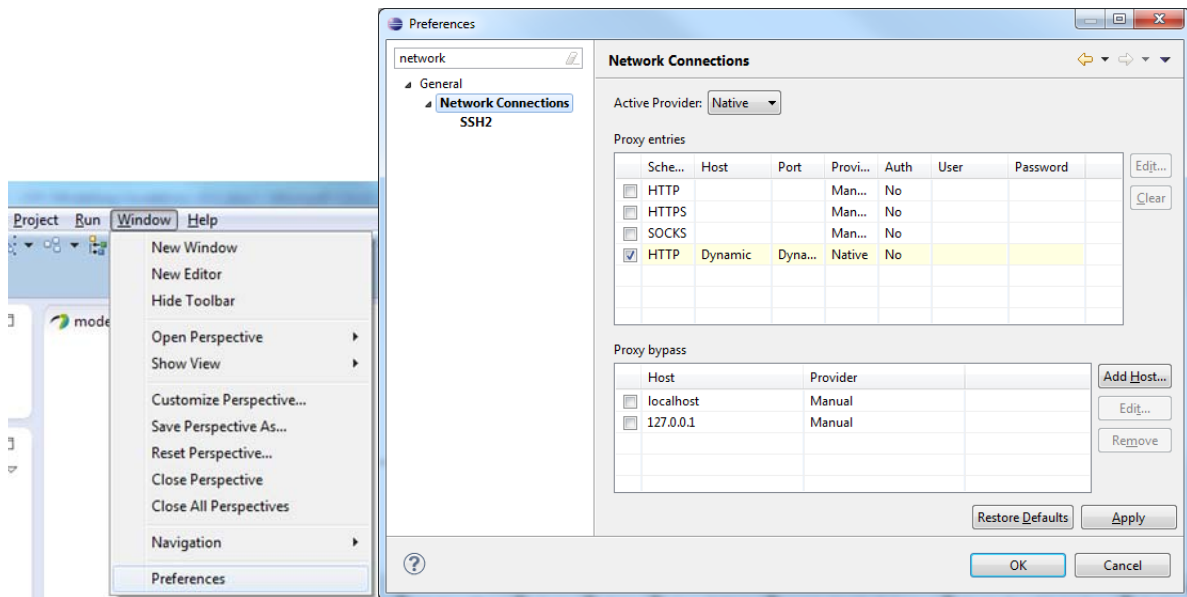 Project Run Window Help
New Window
New Editor
Hide Toolbar
mode
Open Perspective
Show View
Customize Perspective...
Save Perspective As...
Reset Perspective...
Close Perspective
Close All Perspectives
Navigation
Preferences
Preferences
network
General
Network Connections
SSH2
Network Connections
Active Provider: Native
Proxy entries
Sche... Host Port Provi... Auth User Password
HTTP Man... No
HTTPS Man... No
SOCKS Man... No
HTTP Dynamic Dyna... Native No
Edit...
Clear
Proxy bypass
Host Provider
localhost Manual
127.0.0.1 Manual
Add Host...
Edit...
Remove
Restore Defaults Apply
? OK Cancel